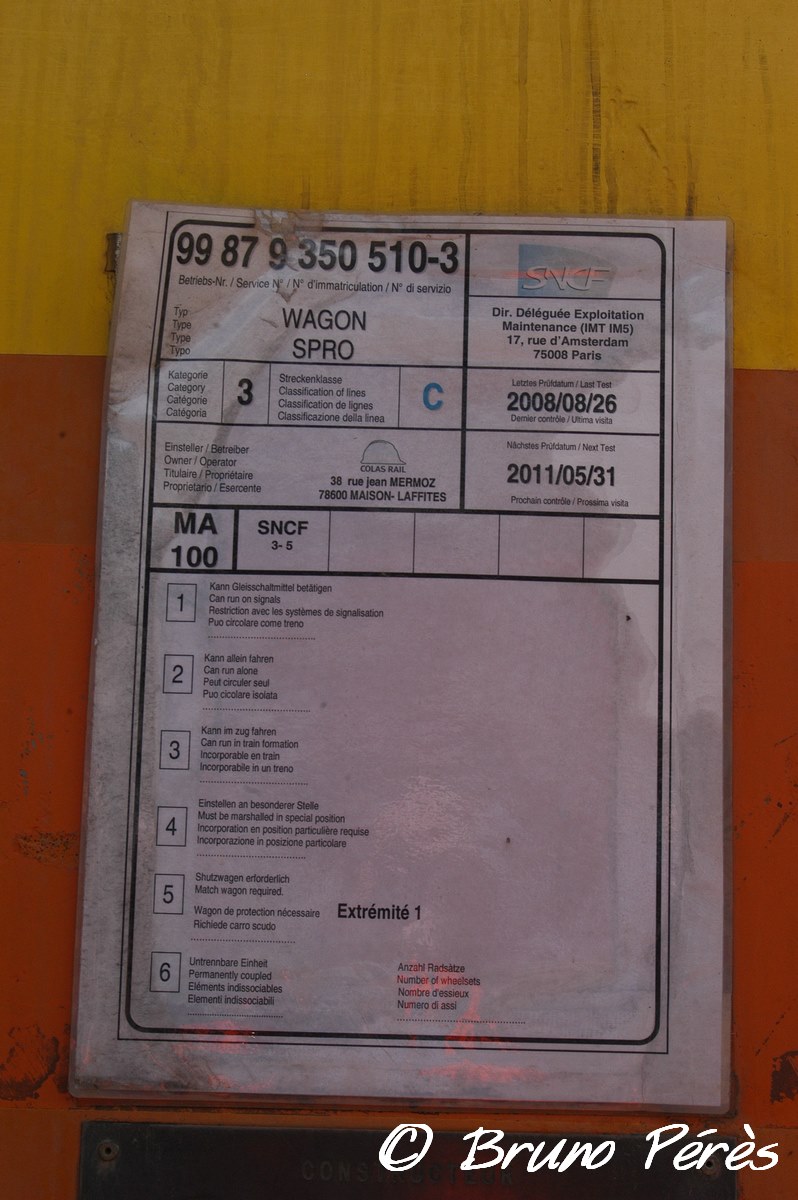 99 87 9 350 510-3
Betriebs-Nr. / Service N° / N° d'immatriculation / N° di servizio
SNCF
Typ
Type
Type
Typo
WAGON
SPRO
Dir. Déléguée Exploitation
Maintenance (IMT IM5)
17, rue d'Amsterdam
75008 Paris
Kategorie
Category
Catégorie
Catégoria
3
Streckenklasse
Classification of lines
Classification de lignes
Classificazione della linea
C
Letztes Prüfdatum / Last Test
2008/08/26
Dernier contrôle / Ultima visita
Einsteller / Betreiber
Owner / Operator
Titulaire / Propriétaire
Proprietario / Esercente
COLAS RAIL
38 rue jean MERMOZ
78600 MAISON- LAFFITES
Nächstes Prüfdatum / Next Test
2011/05/31
Prochain contrôle / Prossima visita
MA
100
SNCF
3- 5
1
Kann Gleisschaltmittel betätigen
Can run on signals
Restriction avec les systèmes de signalisation
Puo circolare come treno
2
Kann allein fahren
Can run alone
Peut circuler seul
Puo cicolare isolata
3
Kann im zug fahren
Can run in train formation
Incorporable en train
Incorporabile in un treno
4
Einstellen an besonderer Stelle
Must be marshalled in special position
Incorporation en position particulière requise
Incorporazione in posizione particolare
5
Shutzwagen erforderlich
Match wagon required.
Wagon de protection nécessaire
Richiede carro scudo
Extrémité 1
6
Untrennbare Einheit
Permanently coupled
Eléments indissociables
Elementi indissociabili
Anzahl Radsätze
Number of wheelsets
Nombre d'essieux
Numero di assi
CONSTRUCTEUR
© Bruno Pérès